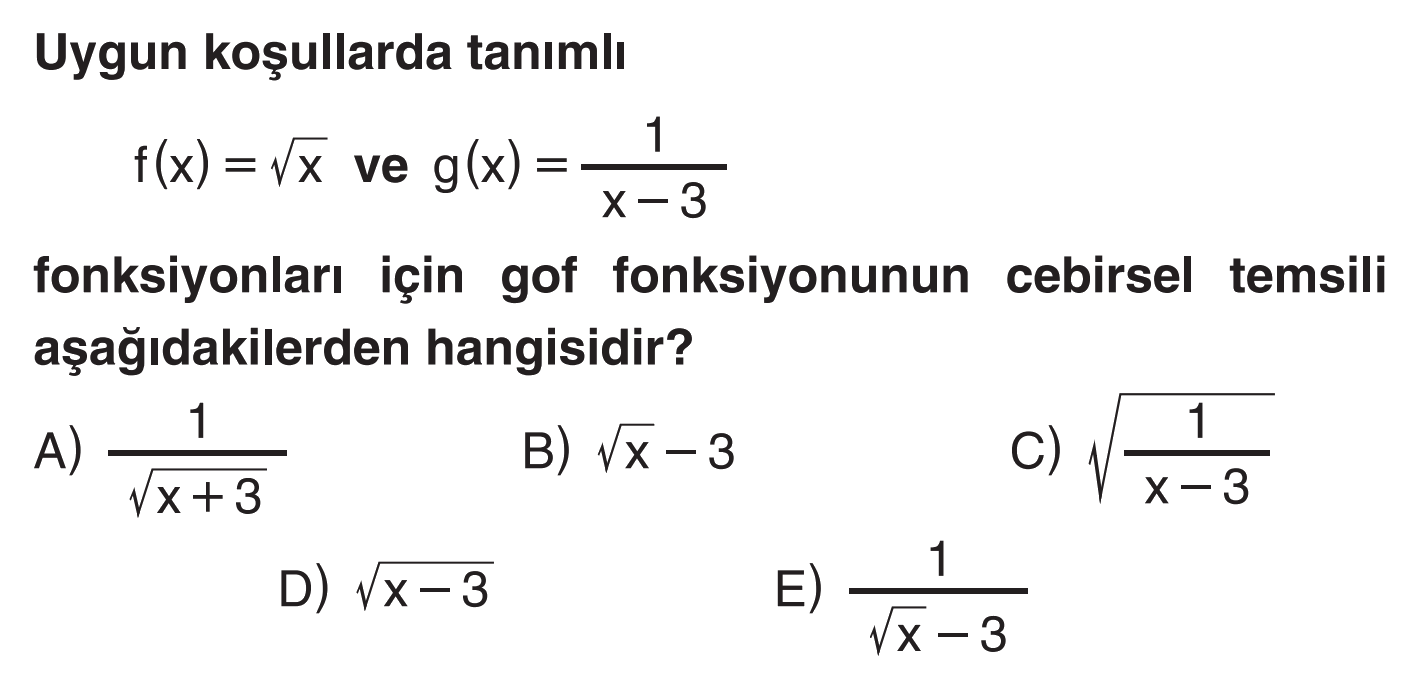 Uygun koşullarda tanımlı
f(x) = √x ve g(x) = 1/(x − 3)
fonksiyonları için gof fonksiyonunun cebirsel temsili
aşağıdakilerden hangisidir?
A) 1/√(x + 3) B) √x − 3 C) √(1/(x − 3))
D) √(x − 3) E) 1/(√x − 3)